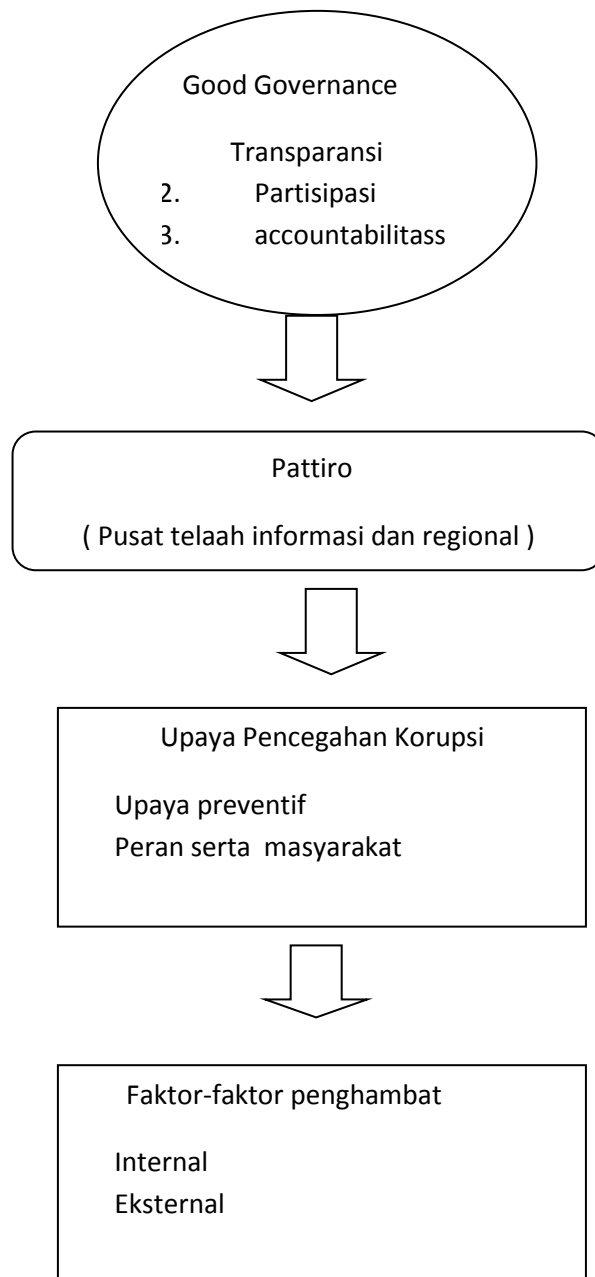 Good Governance
Transparansi
2. Partisipasi
3. accountabilitass
Pattiro
( Pusat telaah informasi dan regional )
Upaya Pencegahan Korupsi
Upaya preventif
Peran serta masyarakat
Faktor-faktor penghambat
Internal
Eksternal